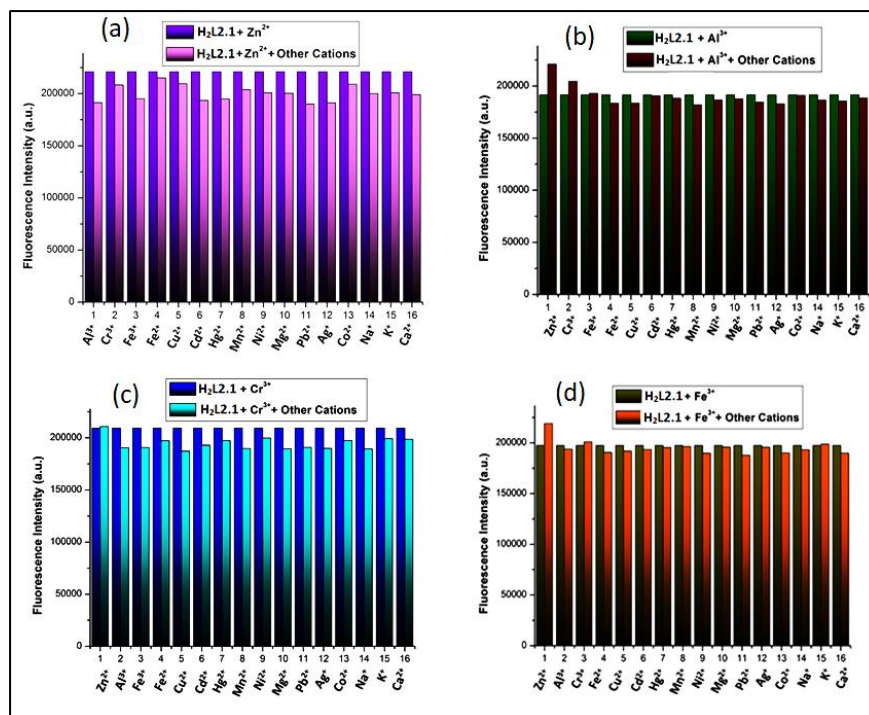 (a)
H₂L2.1 + Zn²⁺
H₂L2.1 + Zn²⁺ + Other Cations
Fluorescence Intensity (a.u.)
200000
150000
100000
50000
0
1 2 3 4 5 6 7 8 9 10 11 12 13 14 15 16
Al³⁺ Cr³⁺ Fe³⁺ Fe²⁺ Cu²⁺ Cd²⁺ Hg²⁺ Mn²⁺ Ni²⁺ Mg²⁺ Pb²⁺ Ag⁺ Co²⁺ Na⁺ K⁺ Ca²⁺
(b)
H₂L2.1 + Al³⁺
H₂L2.1 + Al³⁺ + Other Cations
Fluorescence Intensity (a.u.)
200000
150000
100000
50000
0
1 2 3 4 5 6 7 8 9 10 11 12 13 14 15 16
Zn²⁺ Cr³⁺ Fe³⁺ Fe²⁺ Cu²⁺ Cd²⁺ Hg²⁺ Mn²⁺ Ni²⁺ Mg²⁺ Pb²⁺ Ag⁺ Co²⁺ Na⁺ K⁺ Ca²⁺
(c)
H₂L2.1 + Cr³⁺
H₂L2.1 + Cr³⁺ + Other Cations
Fluorescence Intensity (a.u.)
200000
150000
100000
50000
0
1 2 3 4 5 6 7 8 9 10 11 12 13 14 15 16
Zn²⁺ Al³⁺ Fe³⁺ Fe²⁺ Cu²⁺ Cd²⁺ Hg²⁺ Mn²⁺ Ni²⁺ Mg²⁺ Pb²⁺ Ag⁺ Co²⁺ Na⁺ K⁺ Ca²⁺
(d)
H₂L2.1 + Fe³⁺
H₂L2.1 + Fe³⁺ + Other Cations
Fluorescence Intensity (a.u.)
200000
150000
100000
50000
0
1 2 3 4 5 6 7 8 9 10 11 12 13 14 15 16
Zn²⁺ Al³⁺ Cr³⁺ Fe²⁺ Cu²⁺ Cd²⁺ Hg²⁺ Mn²⁺ Ni²⁺ Mg²⁺ Pb²⁺ Ag⁺ Co²⁺ Na⁺ K⁺ Ca²⁺